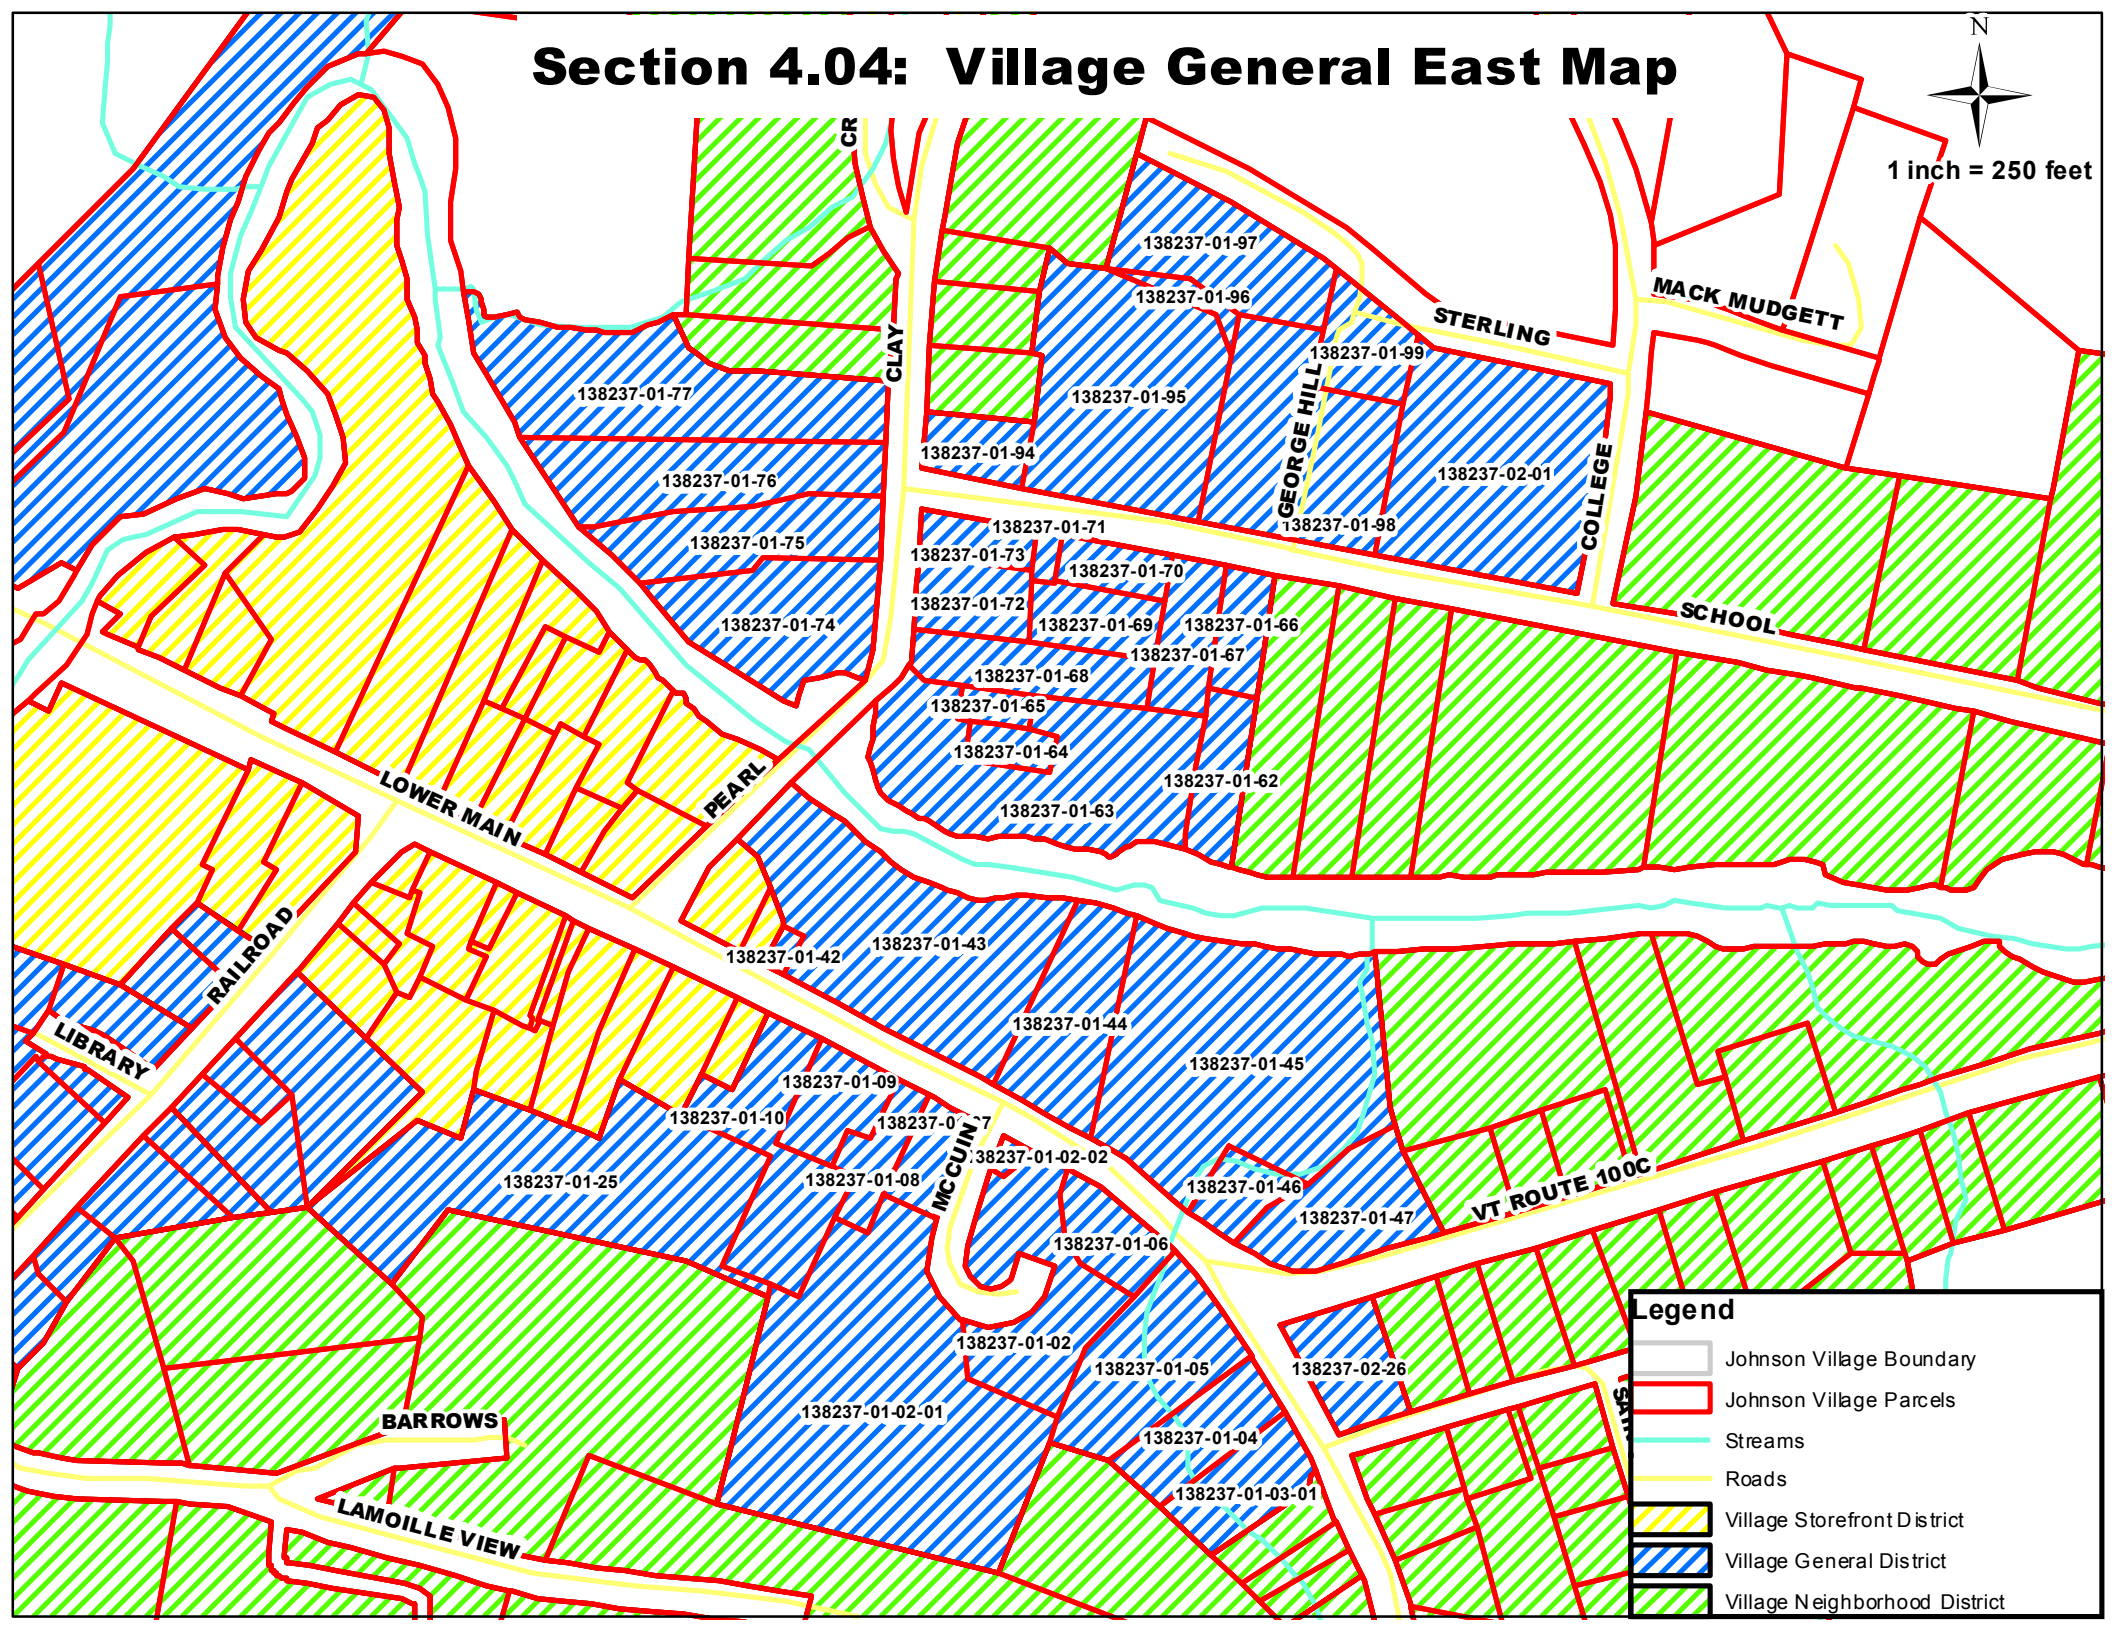 Section 4.04:  Village General East Map
N
1 inch = 250 feet
CR
138237-01-97
138237-01-96
MACK MUDGETT
STERLING
CLAY
138237-01-99
138237-01-77
138237-01-95
GEORGE HILL
138237-01-94
138237-02-01
138237-01-76
COLLEGE
138237-01-71
138237-01-98
138237-01-75
138237-01-73
138237-01-70
138237-01-72
SCHOOL
138237-01-74
138237-01-69
138237-01-66
138237-01-67
138237-01-68
138237-01-65
138237-01-64
138237-01-62
PEARL
LOWER MAIN
138237-01-63
138237-01-43
138237-01-42
RAILROAD
138237-01-44
LIBRARY
138237-01-45
138237-01-09
138237-01-10
MCCUIN
138237-01-02-02
138237-01-25
138237-01-08
138237-01-46
VT ROUTE 100C
138237-01-47
138237-01-06
138237-01-02
138237-01-05
138237-02-26
138237-01-02-01
BARROWS
138237-01-04
138237-01-03-01
LAMOILLE VIEW
Legend
Johnson Village Boundary
Johnson Village Parcels
Streams
Roads
Village Storefront District
Village General District
Village Neighborhood District